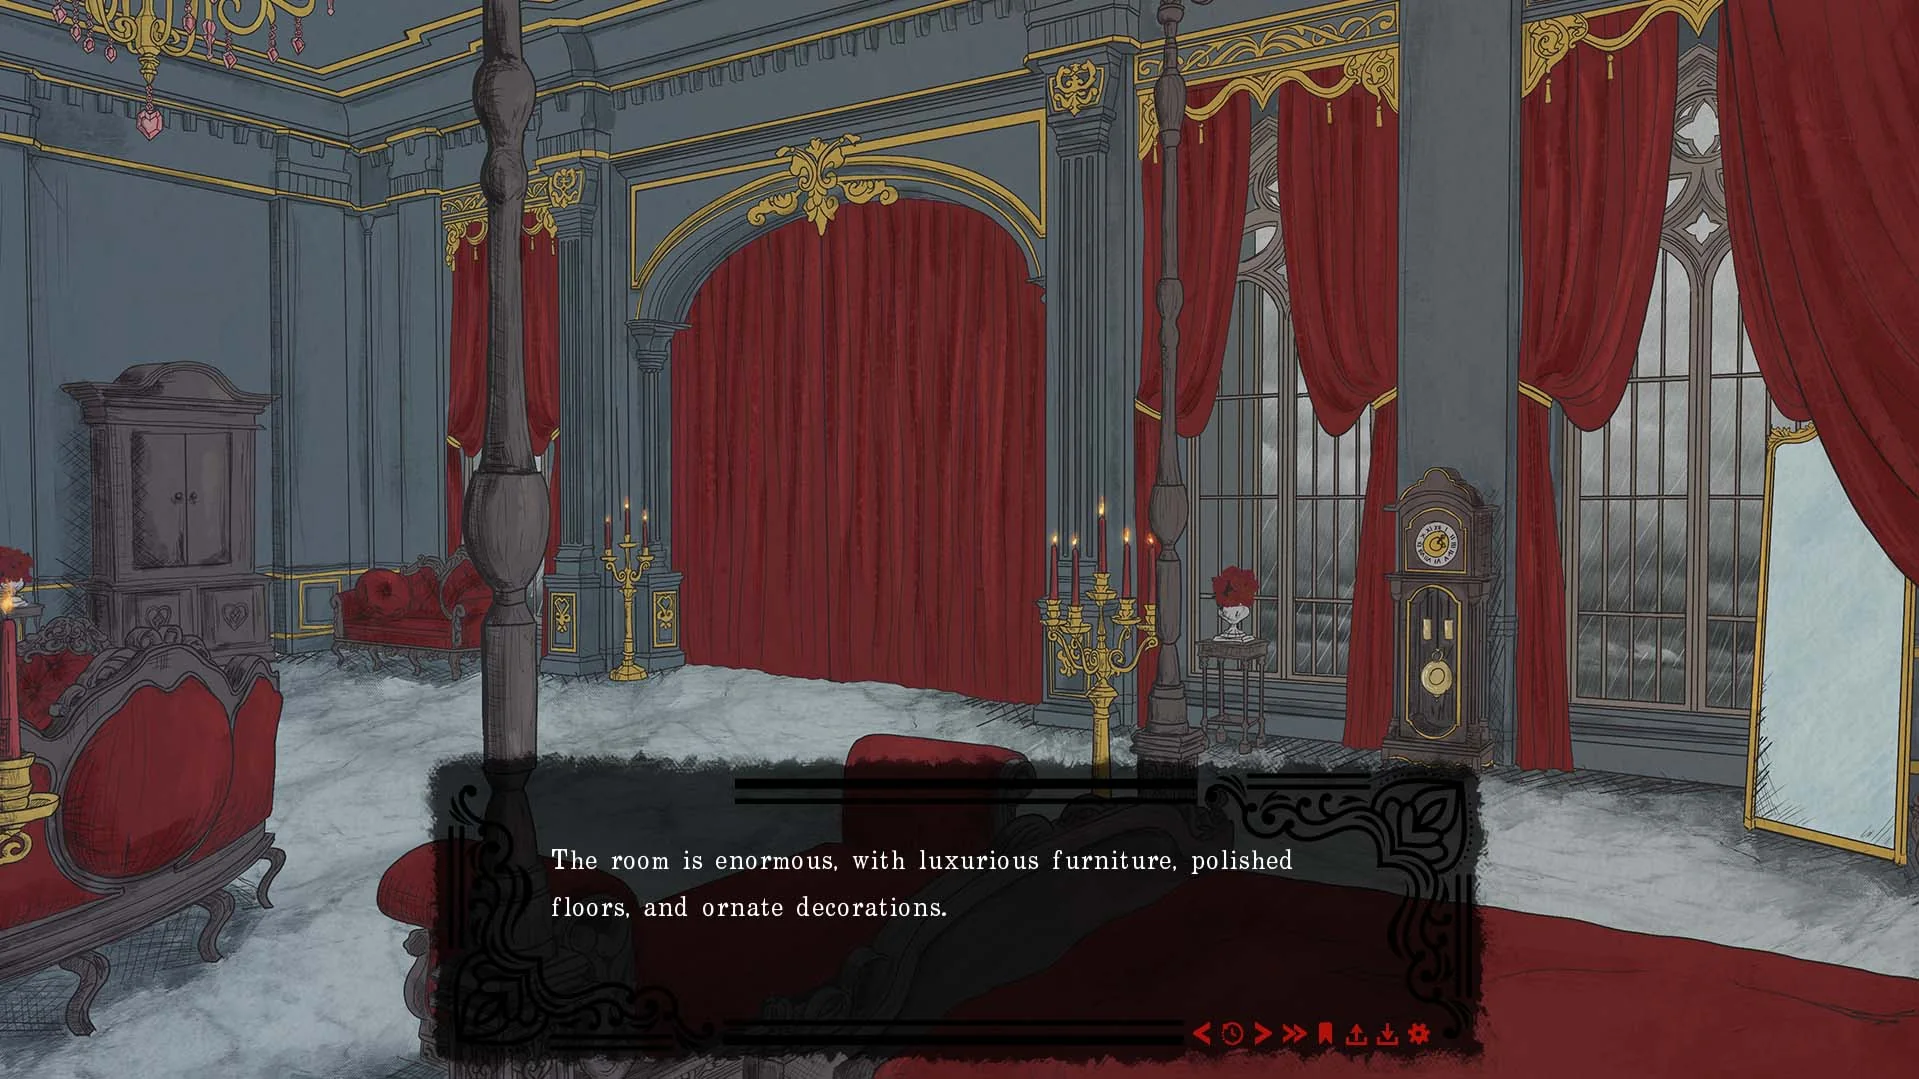 The room is enormous, with luxurious furniture, polished
floors, and ornate decorations.